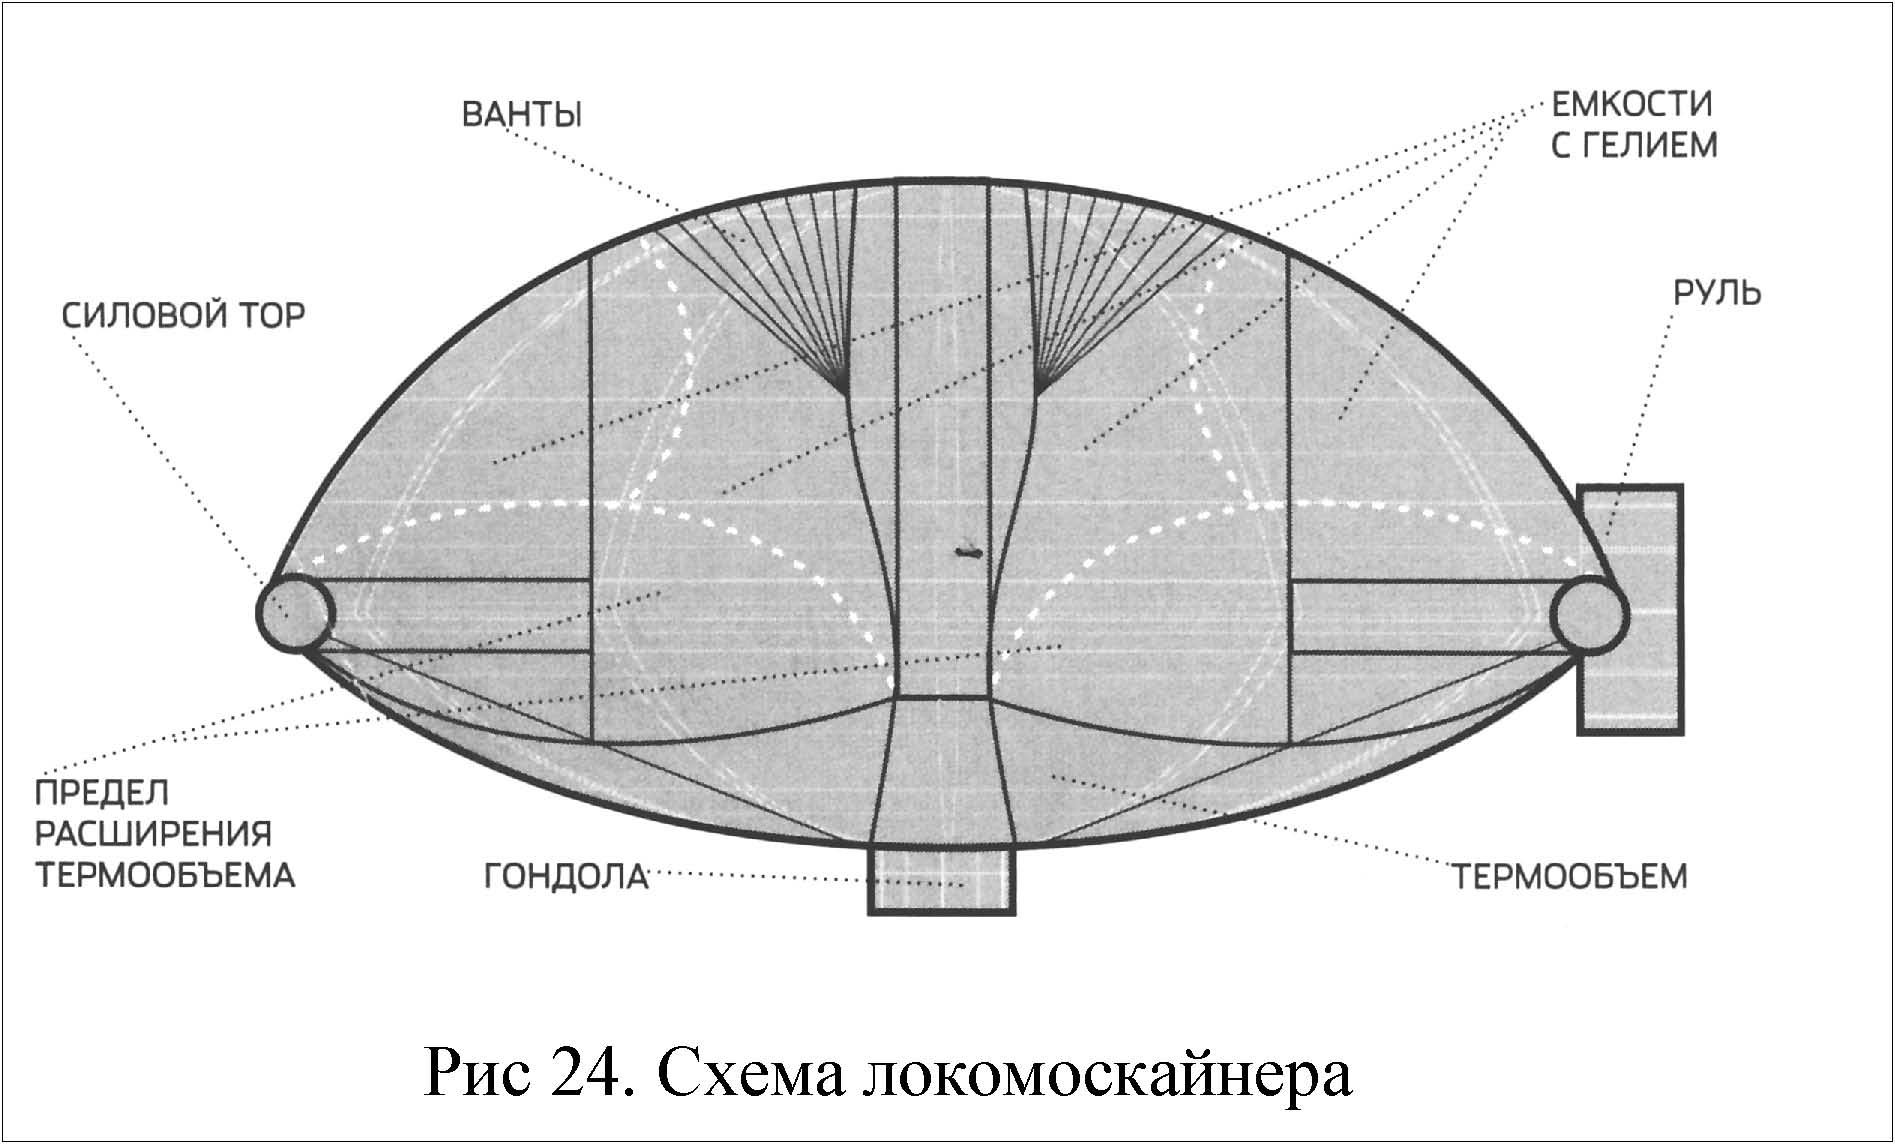 ВАНТЫ
ЕМКОСТИ
С ГЕЛИЕМ
РУЛЬ
СИЛОВОЙ ТОР
ПРЕДЕЛ
РАСШИРЕНИЯ
ТЕРМООБЪЕМА
ГОНДОЛА
ТЕРМООБЪЕМ
Рис 24. Схема локомоскайнера